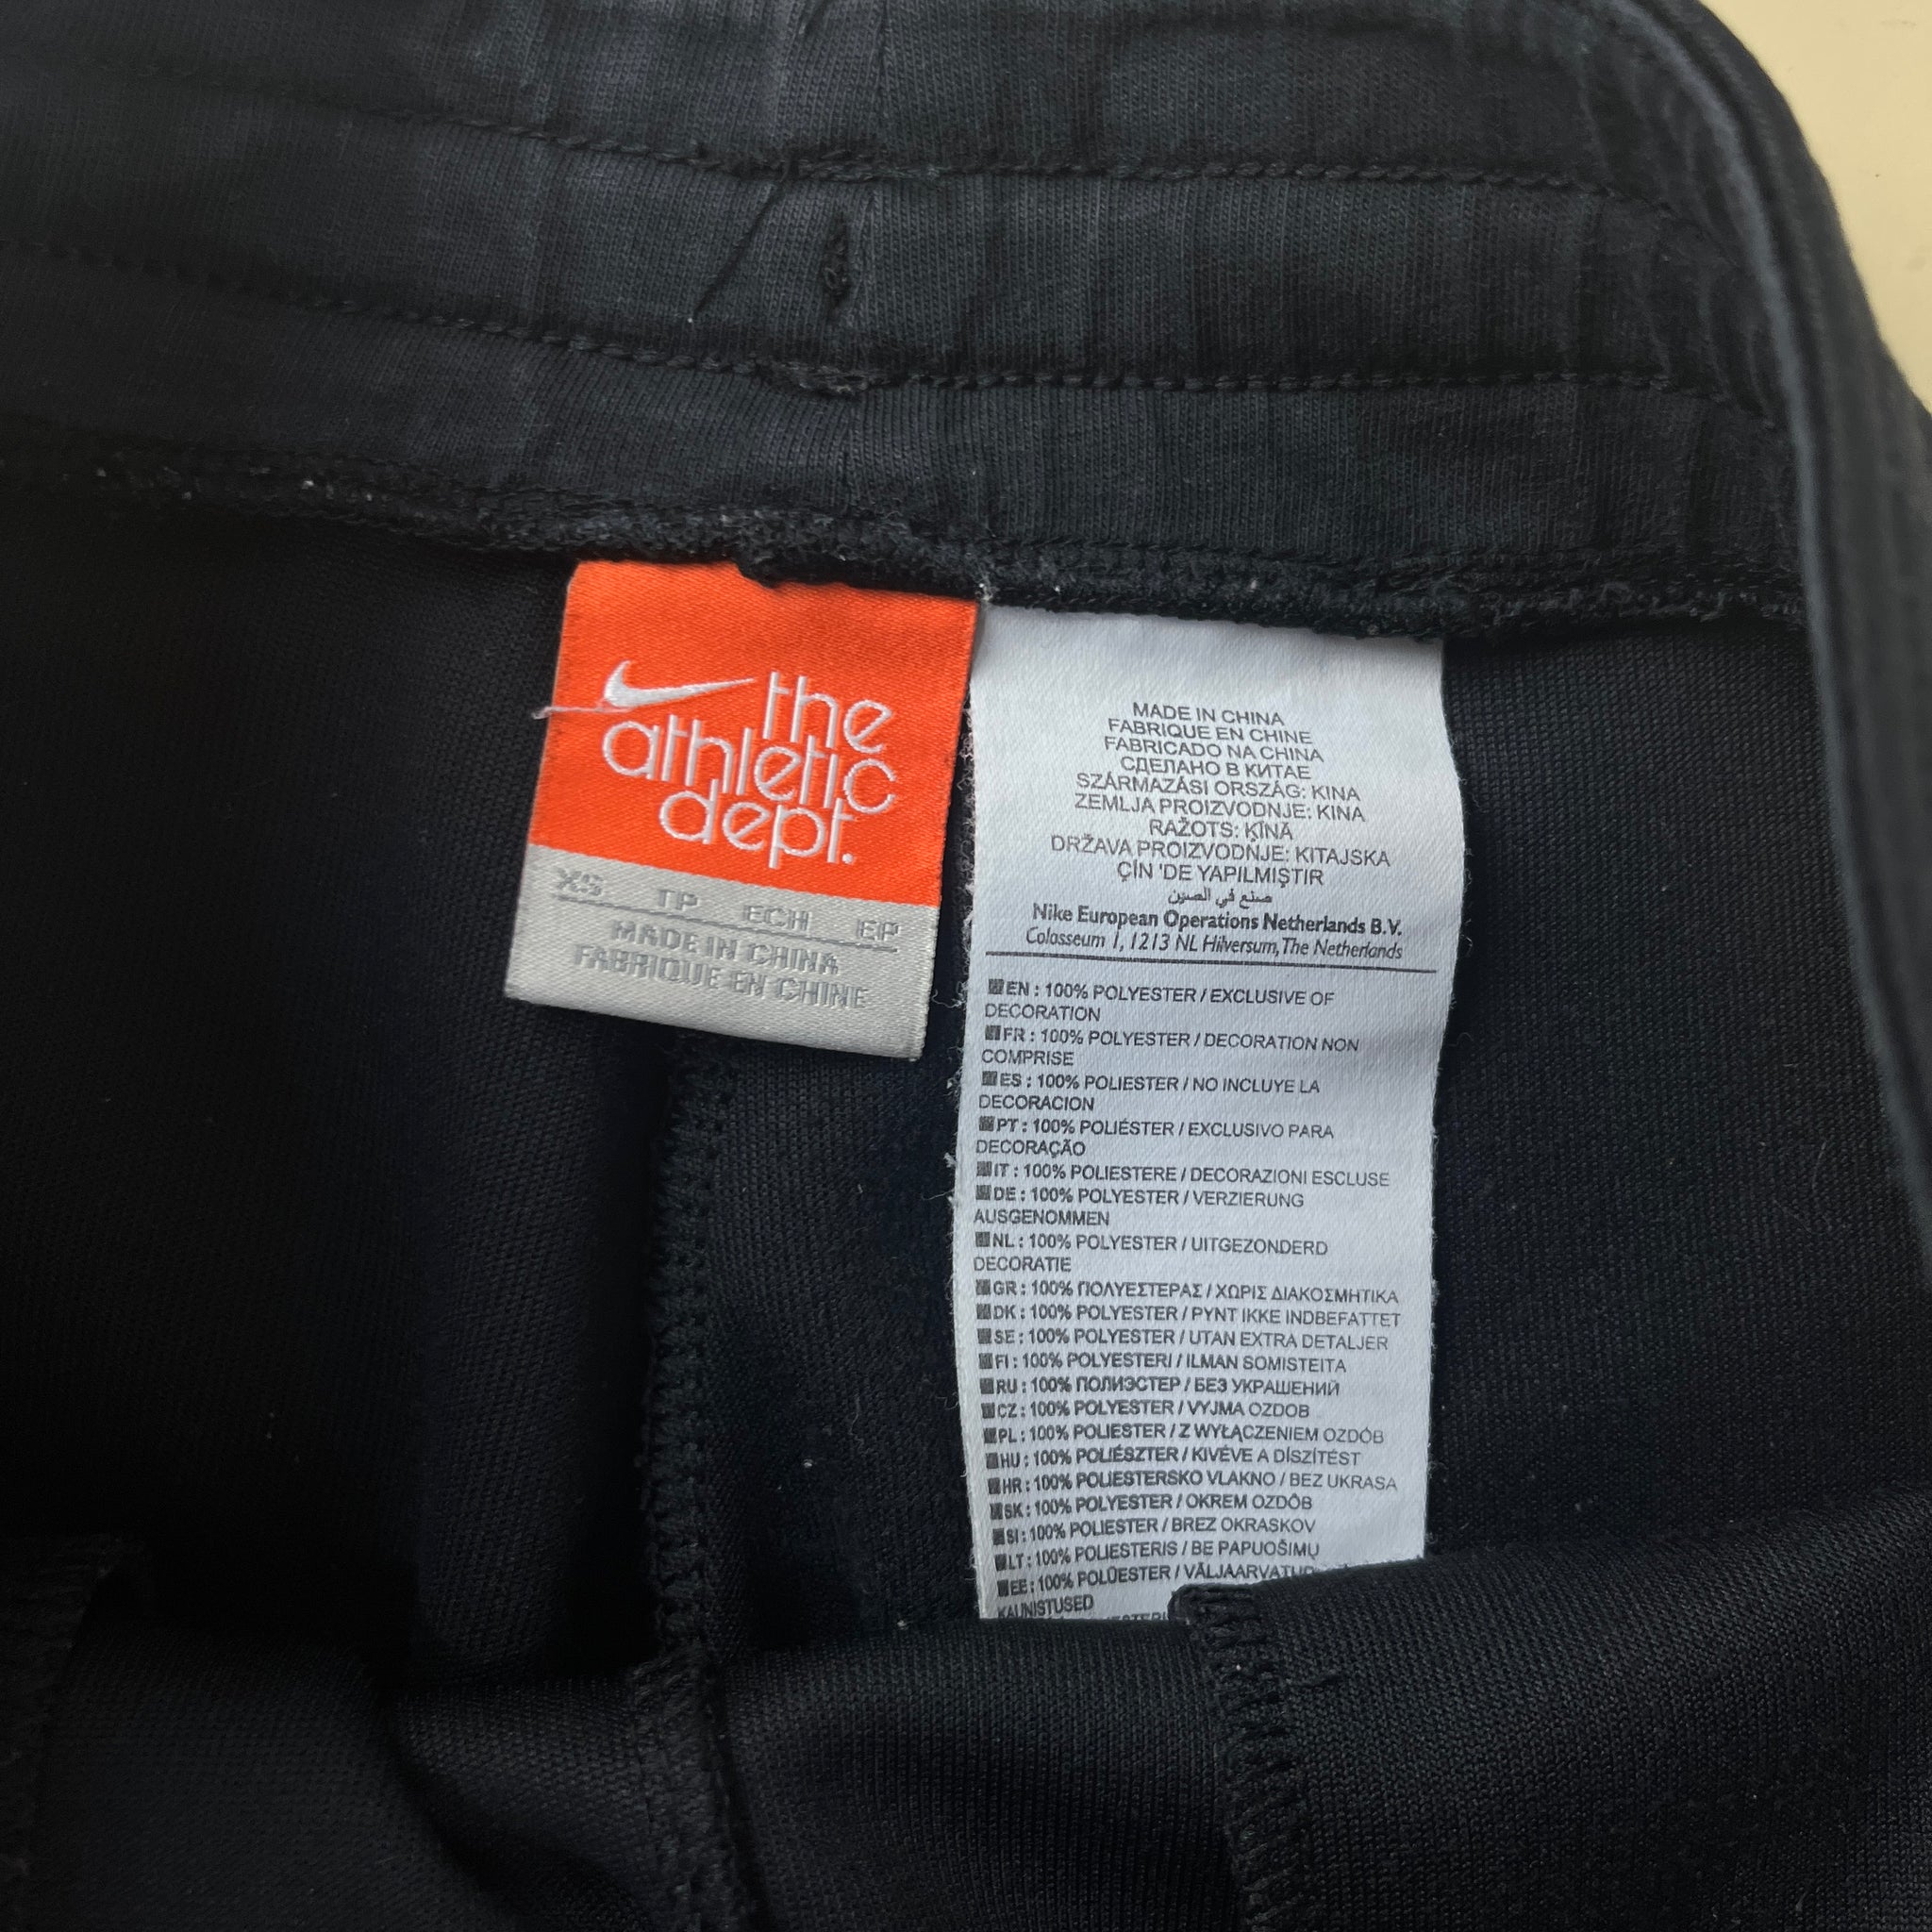 the
athletic
dept.
XS TP ECH EP
MADE IN CHINA
FABRIQUE EN CHINE
MADE IN CHINA
FABRIQUE EN CHINE
FABRICADO NA CHINA
СДЕЛАНО В КИТАЕ
SZÁRMAZÁSI ORSZÁG: KINA
ZEMLJA PROIZVODNJE: KINA
RAŽOTS: ĶĪNĀ
DRŽAVA PROIZVODNJE: KITAJSKA
ÇİN 'DE YAPILMIŞTIR
صنع في الصين
Nike European Operations Netherlands B.V.
Colosseum 1, 1213 NL Hilversum, The Netherlands
EN : 100% POLYESTER / EXCLUSIVE OF
DECORATION
FR : 100% POLYESTER / DECORATION NON
COMPRISE
ES : 100% POLIESTER / NO INCLUYE LA
DECORACION
PT : 100% POLIÉSTER / EXCLUSIVO PARA
DECORAÇÃO
IT : 100% POLIESTERE / DECORAZIONI ESCLUSE
DE : 100% POLYESTER / VERZIERUNG
AUSGENOMMEN
NL : 100% POLYESTER / UITGEZONDERD
DECORATIE
GR : 100% ΠΟΛΥΕΣΤΕΡΑΣ / ΧΩΡΙΣ ΔΙΑΚΟΣΜΗΤΙΚΑ
DK : 100% POLYESTER / PYNT IKKE INDBEFATTET
SE : 100% POLYESTER / UTAN EXTRA DETALJER
FI : 100% POLYESTERI / ILMAN SOMISTEITA
RU : 100% ПОЛИЭСТЕР / БЕЗ УКРАШЕНИЙ
CZ : 100% POLYESTER / VYJMA OZDOB
PL : 100% POLIESTER / Z WYŁĄCZENIEM OZDÓB
HU : 100% POLIÉSZTER / KIVÉVE A DÍSZÍTÉST
HR : 100% POLIESTERSKO VLAKNO / BEZ UKRASA
SK : 100% POLYESTER / OKREM OZDÔB
SI : 100% POLIESTER / BREZ OKRASKOV
LT : 100% POLIESTERIS / BE PAPUOŠIMŲ
EE : 100% POLÜESTER /
KAUNISTUSED